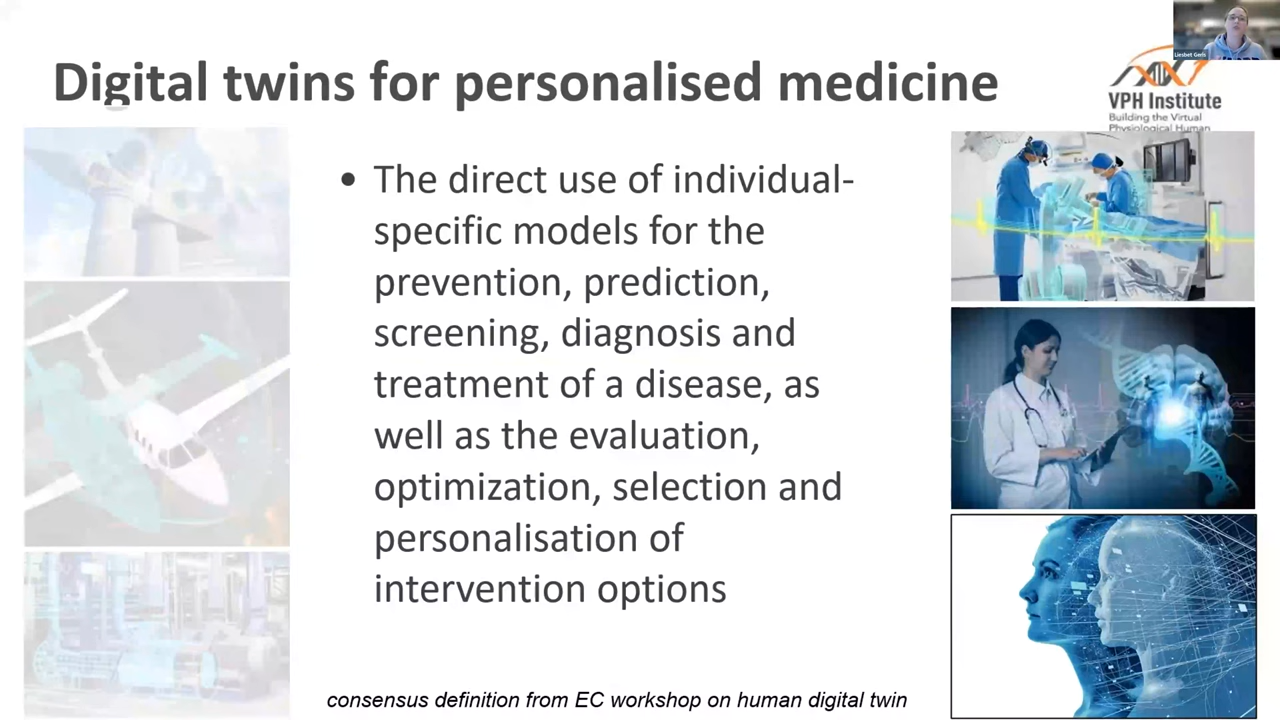 Liesbet Geris
Digital twins for personalised medicine
VPH Institute
Building the Virtual
Physiological Human
• The direct use of individual-
specific models for the
prevention, prediction,
screening, diagnosis and
treatment of a disease, as
well as the evaluation,
optimization, selection and
personalisation of
intervention options
consensus definition from EC workshop on human digital twin